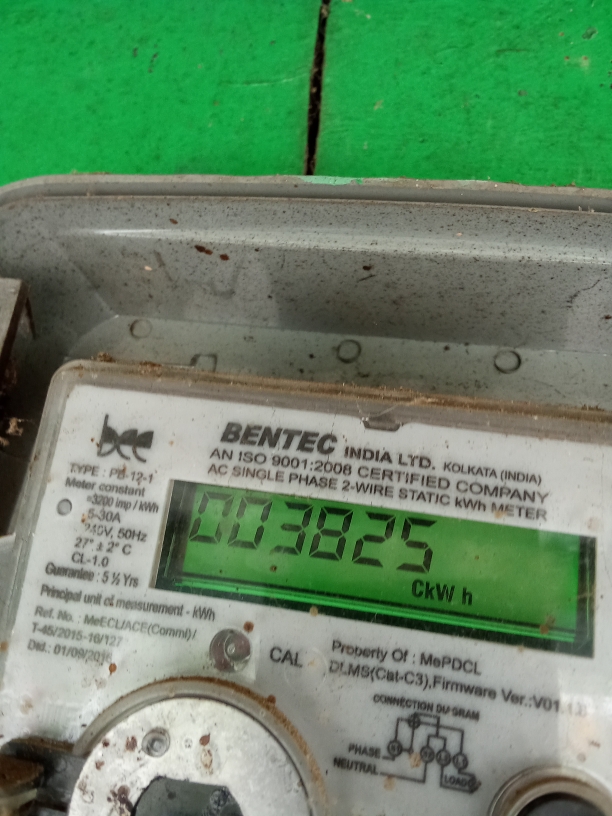 bee
BENTEC INDIA LTD. KOLKATA (INDIA)
AN ISO 9001:2008 CERTIFIED COMPANY
AC SINGLE PHASE 2-WIRE STATIC kWh METER
TYPE : PB-12-1
Meter constant
=3200 imp / kWh
5-30A
240V, 50Hz
27° ± 2° C
CL-1.0
Guarantee : 5 ½ Yrs
003825
CkW h
Principal unit of measurement - kWh
Ref. No. : MeECL/ACE(Comml)/
T-45/2015-16/127
Dtd.: 01/09/
CAL
Property Of : MePDCL
DLMS(Cat-C3),Firmware Ver.:V01.
CONNECTION DIAGRAM
PHASE
NEUTRAL
LOAD